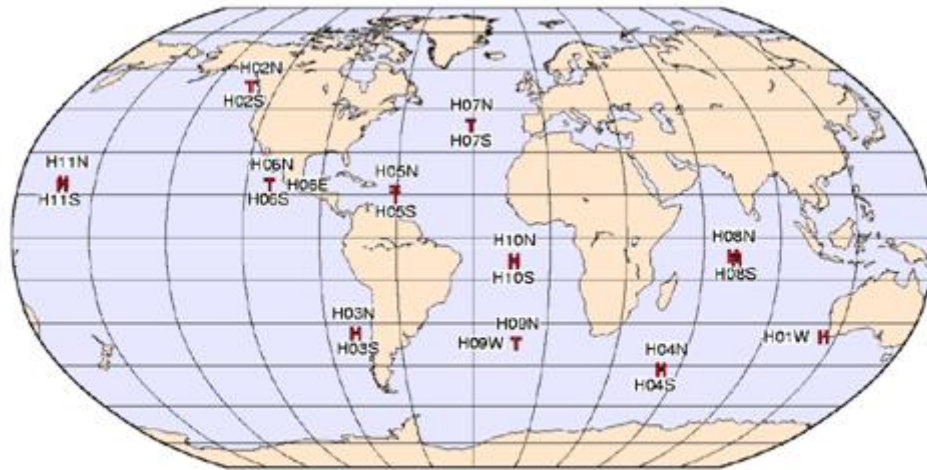 H02N
T
H02S
H07N
T
H07S
H11N
H
H11S
H06N
T H06E
H06S
H05N
T
H05S
H10N
H
H10S
H08N
H
H08S
H03N
H
H03S
H09N
H09W T
H04N
H
H04S
H01W H